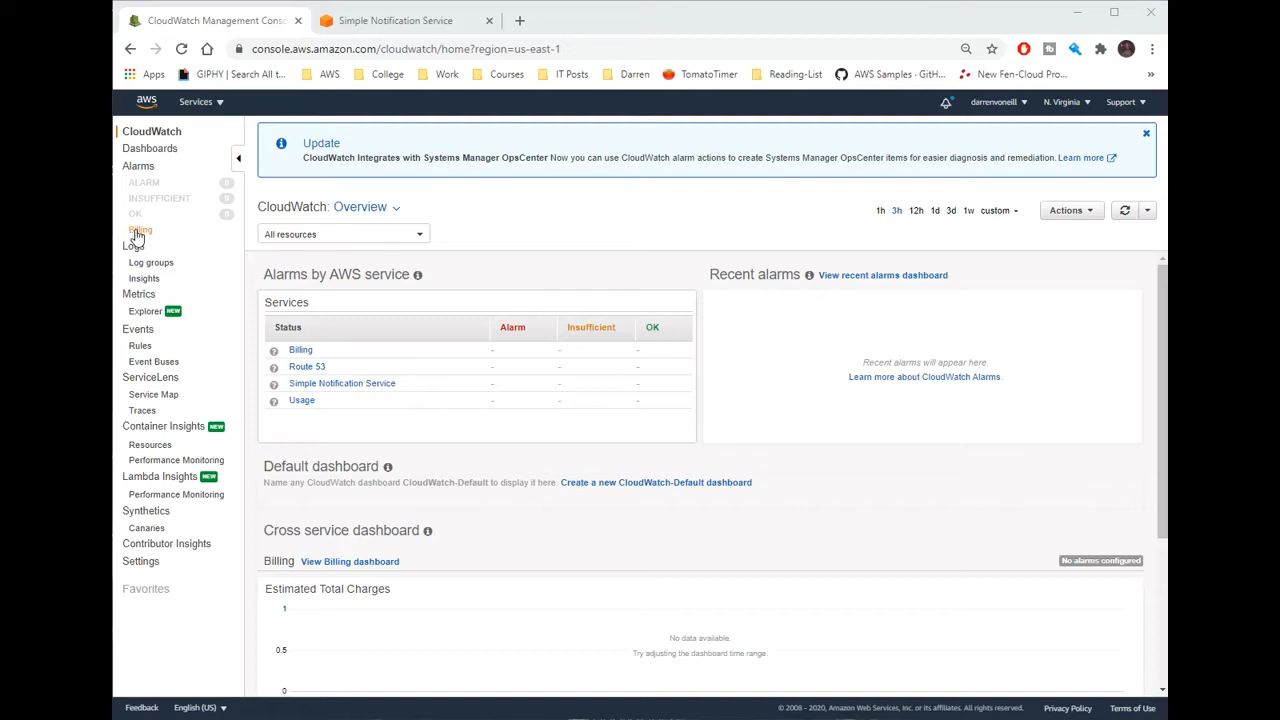 CloudWatch Management Consc
Simple Notification Service
console.aws.amazon.com/cloudwatch/home?region=us-east-1
Apps
GIPHY | Search All t...
AWS
College
Work
Courses
IT Posts
Darren
TomatoTimer
Reading-List
AWS Samples · GitH...
New Fen-Cloud Pro...
»
aws
Services
darrenvoneill
N. Virginia
Support
CloudWatch
Dashboards
Alarms
ALARM 0
INSUFFICIENT 0
OK 0
Billing
Logs
Log groups
Insights
Metrics
Explorer NEW
Events
Rules
Event Buses
ServiceLens
Service Map
Traces
Container Insights NEW
Resources
Performance Monitoring
Lambda Insights NEW
Performance Monitoring
Synthetics
Canaries
Contributor Insights
Settings
Favorites
Update
CloudWatch Integrates with Systems Manager OpsCenter Now you can use CloudWatch alarm actions to create Systems Manager OpsCenter items for easier diagnosis and remediation. Learn more
CloudWatch: Overview
1h 3h 12h 1d 3d 1w custom
Actions
All resources
Alarms by AWS service
Services
Status Alarm Insufficient OK
Billing - - -
Route 53 - - -
Simple Notification Service - - -
Usage - - -
Recent alarms View recent alarms dashboard
Recent alarms will appear here.
Learn more about CloudWatch Alarms.
Default dashboard
Name any CloudWatch dashboard CloudWatch-Default to display it here. Create a new CloudWatch-Default dashboard
Cross service dashboard
Billing View Billing dashboard
No alarms configured
Estimated Total Charges
1
0.5
0
No data available.
Try adjusting the dashboard time range.
Feedback
English (US)
© 2008 - 2020, Amazon Web Services, Inc. or its affiliates. All rights reserved.
Privacy Policy
Terms of Use